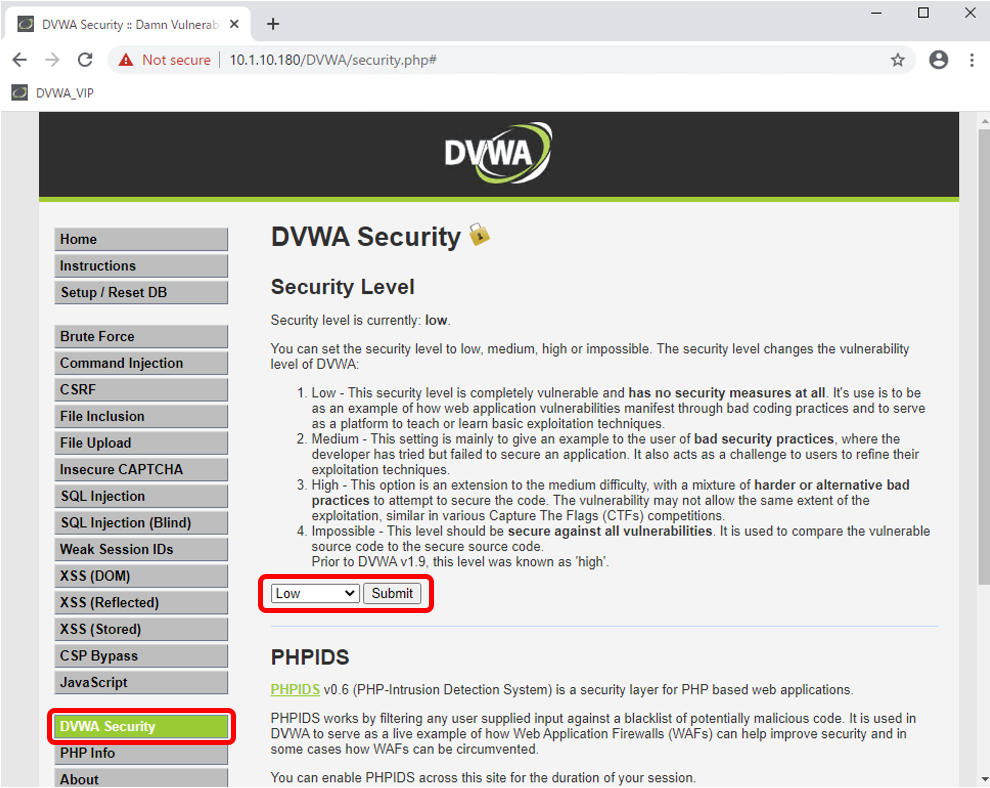 DVWA Security :: Damn Vulnerab
Not secure
10.1.10.180/DVWA/security.php#
DVWA_VIP
DVWA
Home
Instructions
Setup / Reset DB
Brute Force
Command Injection
CSRF
File Inclusion
File Upload
Insecure CAPTCHA
SQL Injection
SQL Injection (Blind)
Weak Session IDs
XSS (DOM)
XSS (Reflected)
XSS (Stored)
CSP Bypass
JavaScript
DVWA Security
PHP Info
About
DVWA Security
Security Level
Security level is currently: low.
You can set the security level to low, medium, high or impossible. The security level changes the vulnerability
level of DVWA:
1. Low - This security level is completely vulnerable and has no security measures at all. It's use is to be
as an example of how web application vulnerabilities manifest through bad coding practices and to serve
as a platform to teach or learn basic exploitation techniques.
2. Medium - This setting is mainly to give an example to the user of bad security practices, where the
developer has tried but failed to secure an application. It also acts as a challenge to users to refine their
exploitation techniques.
3. High - This option is an extension to the medium difficulty, with a mixture of harder or alternative bad
practices to attempt to secure the code. The vulnerability may not allow the same extent of the
exploitation, similar in various Capture The Flags (CTFs) competitions.
4. Impossible - This level should be secure against all vulnerabilities. It is used to compare the vulnerable
source code to the secure source code.
Prior to DVWA v1.9, this level was known as 'high'.
Low
Submit
PHPIDS
PHPIDS v0.6 (PHP-Intrusion Detection System) is a security layer for PHP based web applications.
PHPIDS works by filtering any user supplied input against a blacklist of potentially malicious code. It is used in
DVWA to serve as a live example of how Web Application Firewalls (WAFs) can help improve security and in
some cases how WAFs can be circumvented.
You can enable PHPIDS across this site for the duration of your session.